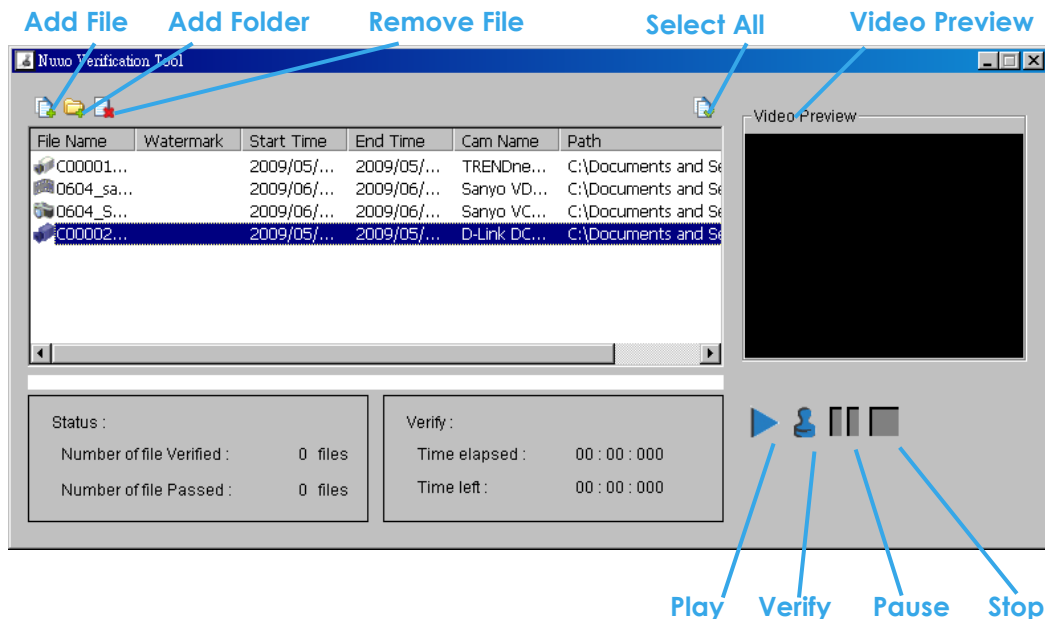 Add File Add Folder Remove File Select All Video Preview
Nuuo Verification Tool
Video Preview
File Name Watermark Start Time End Time Cam Name Path
C00001... 2009/05/... 2009/05/... TRENDne... C:\Documents and Se
0604_sa... 2009/06/... 2009/06/... Sanyo VD... C:\Documents and Se
0604_S... 2009/06/... 2009/06/... Sanyo VC... C:\Documents and Se
C00002... 2009/05/... 2009/05/... D-Link DC... C:\Documents and Se
Status :
Number of file Verified : 0 files
Number of file Passed : 0 files
Verify :
Time elapsed : 00 : 00 : 000
Time left : 00 : 00 : 000
Play Verify Pause Stop